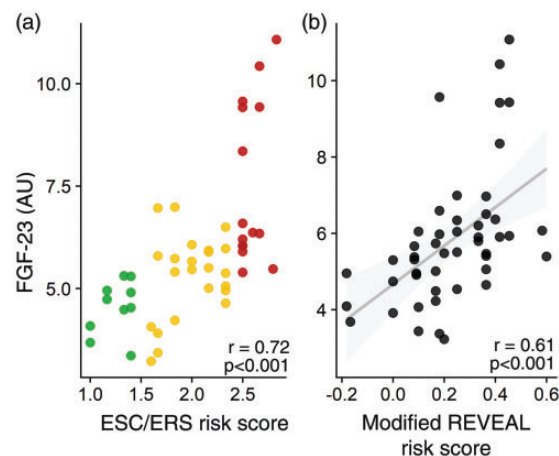 (a)
(b)
FGF-23 (AU)
10.0
7.5
5.0
r = 0.72
p<0.001
1.0 1.5 2.0 2.5
ESC/ERS risk score
10
8
6
4
r = 0.61
p<0.001
-0.2 0.0 0.2 0.4 0.6
Modified REVEAL
risk score